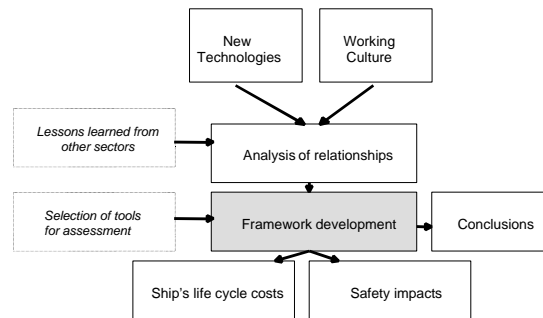 New
Technologies
Working
Culture
Lessons learned from
other sectors
Analysis of relationships
Selection of tools
for assessment
Framework development
Conclusions
Ship's life cycle costs
Safety impacts